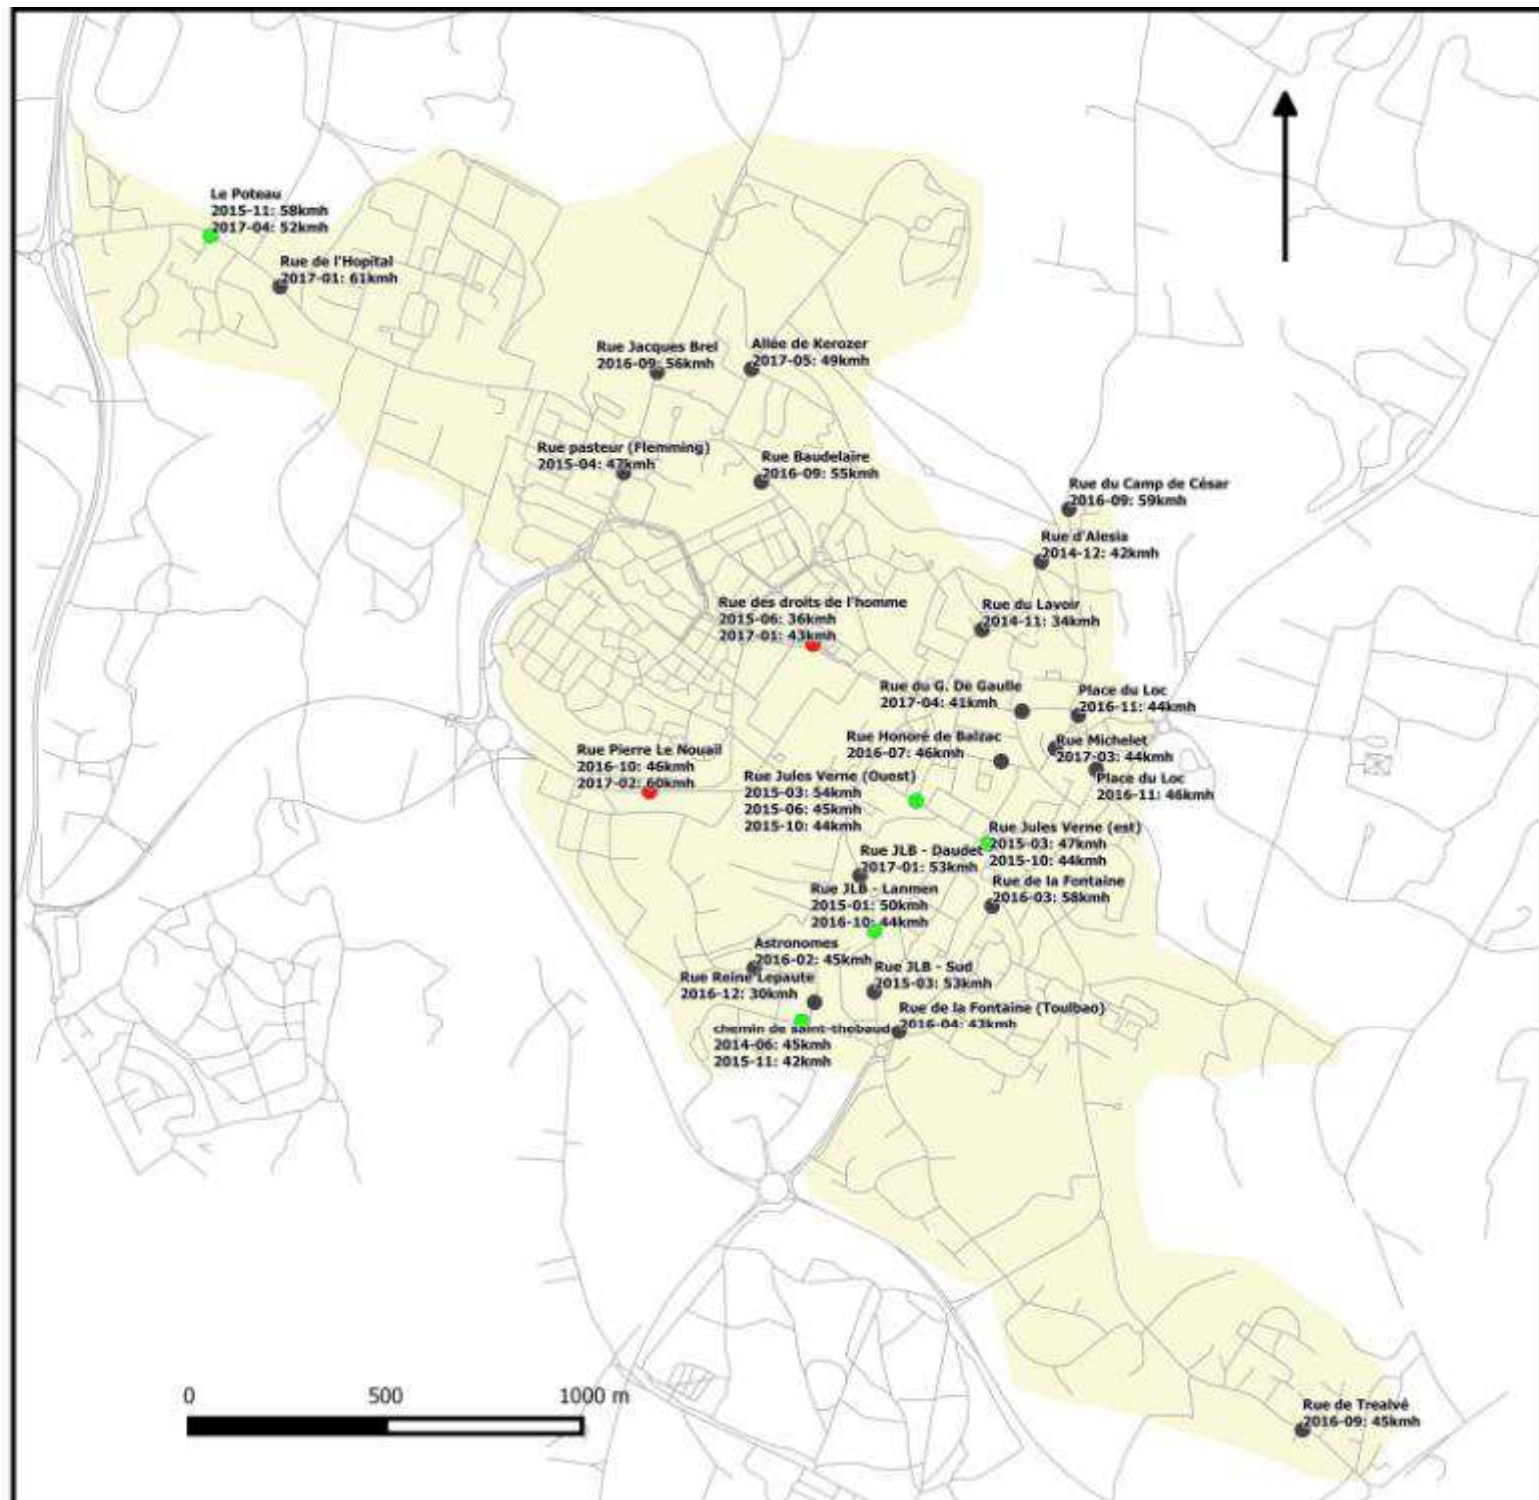 Le Poteau
2015-11: 58kmh
2017-04: 52kmh
Rue de l'Hopîtal
2017-01: 61kmh
Rue Jacques Brel
2016-09: 56kmh
Allée de Kerozer
2017-05: 49kmh
Rue pasteur (Flemming)
2015-04: 47kmh
Rue Baudelaire
2016-09: 55kmh
Rue du Camp de César
2016-09: 59kmh
Rue d'Alesia
2014-12: 42kmh
Rue des droits de l'homme
2015-06: 36kmh
2017-01: 43kmh
Rue du Lavoir
2014-11: 34kmh
Rue du G. De Gaulle
2017-04: 41kmh
Place du Loc
2016-11: 44kmh
Rue Honoré de Balzac
2016-07: 46kmh
Rue Michelet
2017-03: 44kmh
Place du Loc
2016-11: 46kmh
Rue Pierre Le Nouail
2016-10: 46kmh
2017-02: 60kmh
Rue Jules Verne (Ouest)
2015-03: 54kmh
2015-06: 45kmh
2015-10: 44kmh
Rue Jules Verne (est)
2015-03: 47kmh
2015-10: 44kmh
Rue JLB - Daudet
2017-01: 53kmh
Rue de la Fontaine
2016-03: 58kmh
Rue JLB - Lanmen
2015-01: 50kmh
2016-10: 44kmh
Astronomes
2016-02: 45kmh
Rue JLB - Sud
2015-03: 53kmh
Rue Reine Lepaute
2016-12: 30kmh
Rue de la Fontaine (Toulbao)
2016-04: 43kmh
chemin de saint-thebaud
2014-06: 45kmh
2015-11: 42kmh
0 500 1000 m
Rue de Trealvé
2016-09: 45kmh